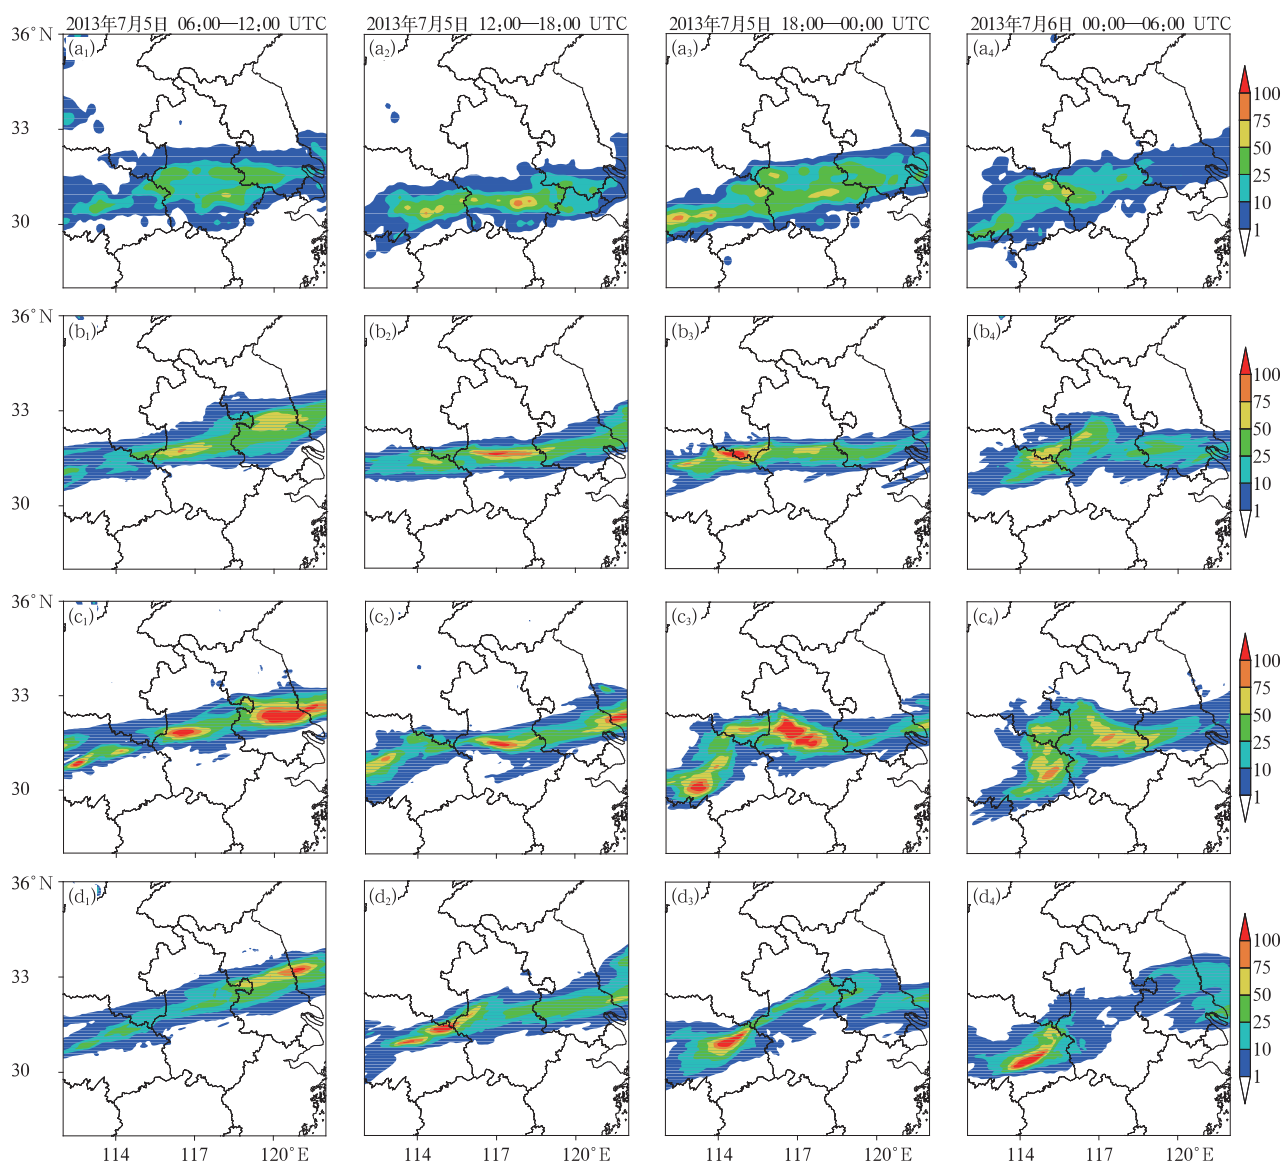 2013年7月5日 06:00—12:00 UTC
2013年7月5日 12:00—18:00 UTC
2013年7月5日 18:00—00:00 UTC
2013年7月6日 00:00—06:00 UTC
36°N
(a₁)
(a₂)
(a₃)
(a₄)
33
30
100
75
50
25
10
1
36°N
(b₁)
(b₂)
(b₃)
(b₄)
33
30
100
75
50
25
10
1
36°N
(c₁)
(c₂)
(c₃)
(c₄)
33
30
100
75
50
25
10
1
36°N
(d₁)
(d₂)
(d₃)
(d₄)
33
30
100
75
50
25
10
1
114 117 120°E
114 117 120°E
114 117 120°E
114 117 120°E